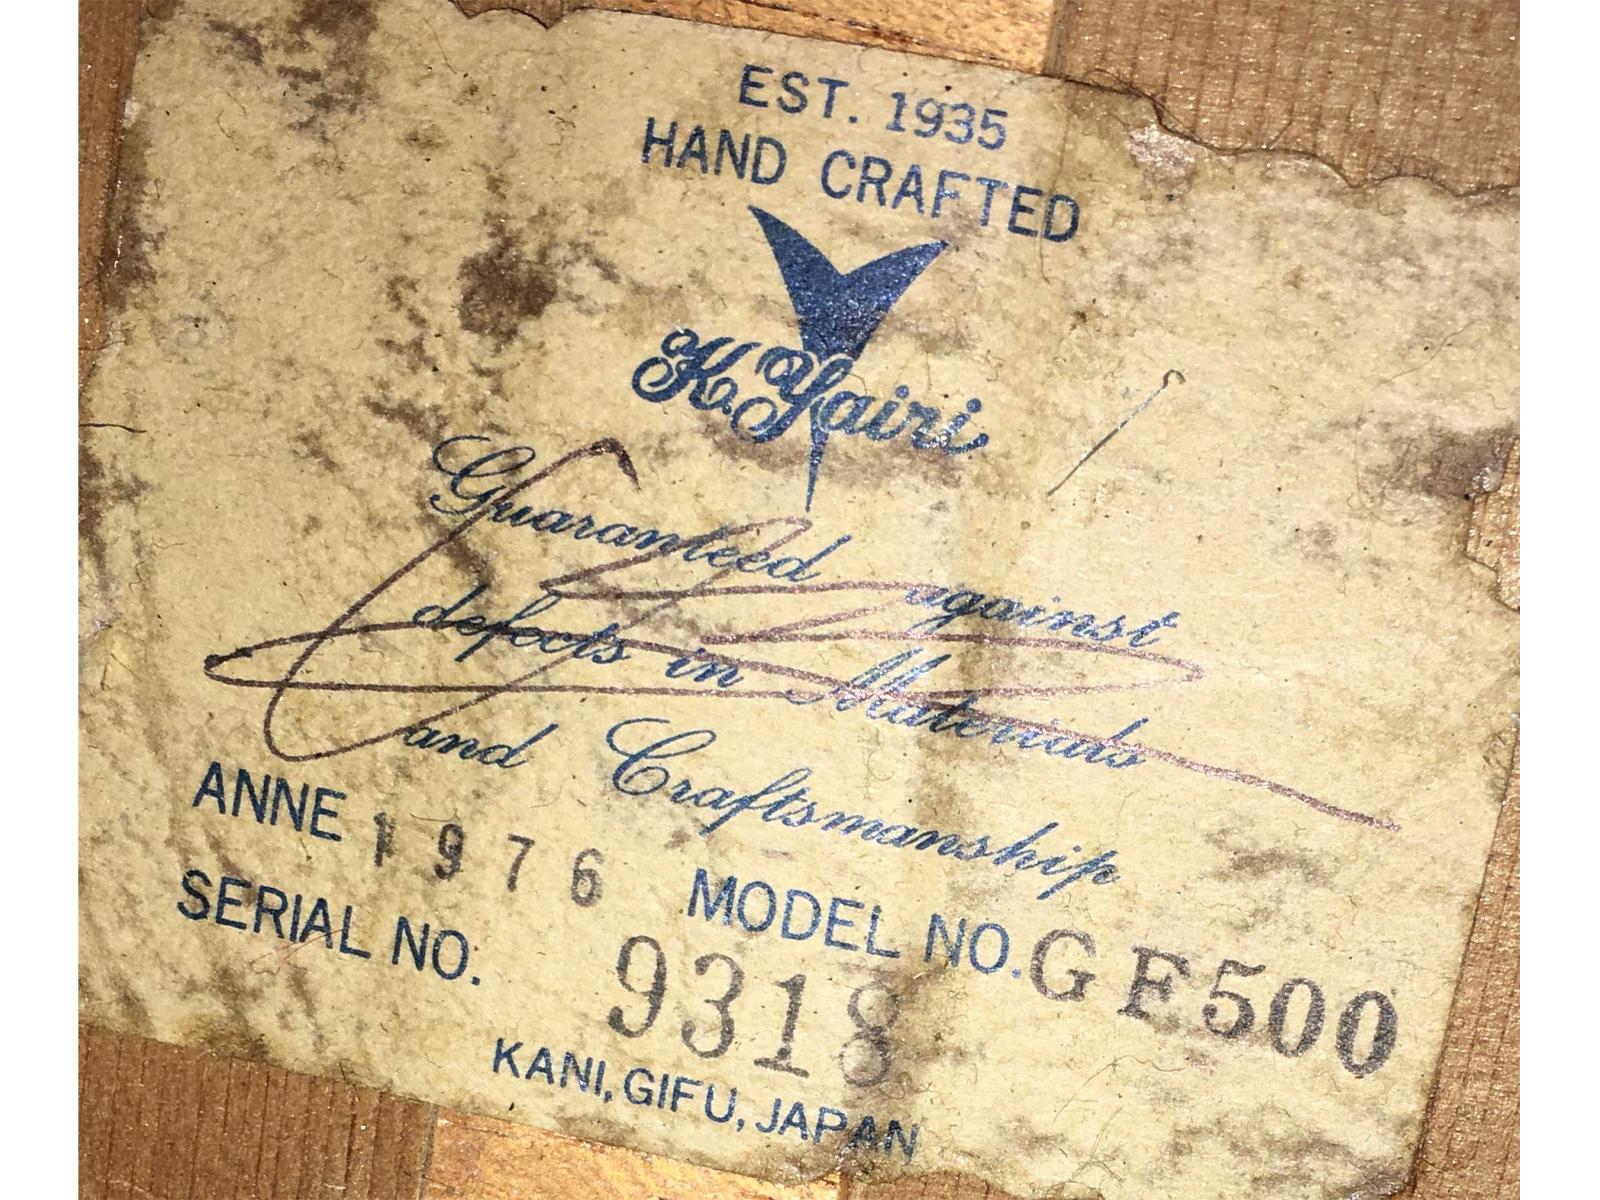 EST. 1935
HAND CRAFTED
K.Yairi
Guaranteed against
defects in Materials
and Craftsmanship
ANNE 1976 MODEL NO. GF500
SERIAL NO. 9318
KANI, GIFU, JAPAN